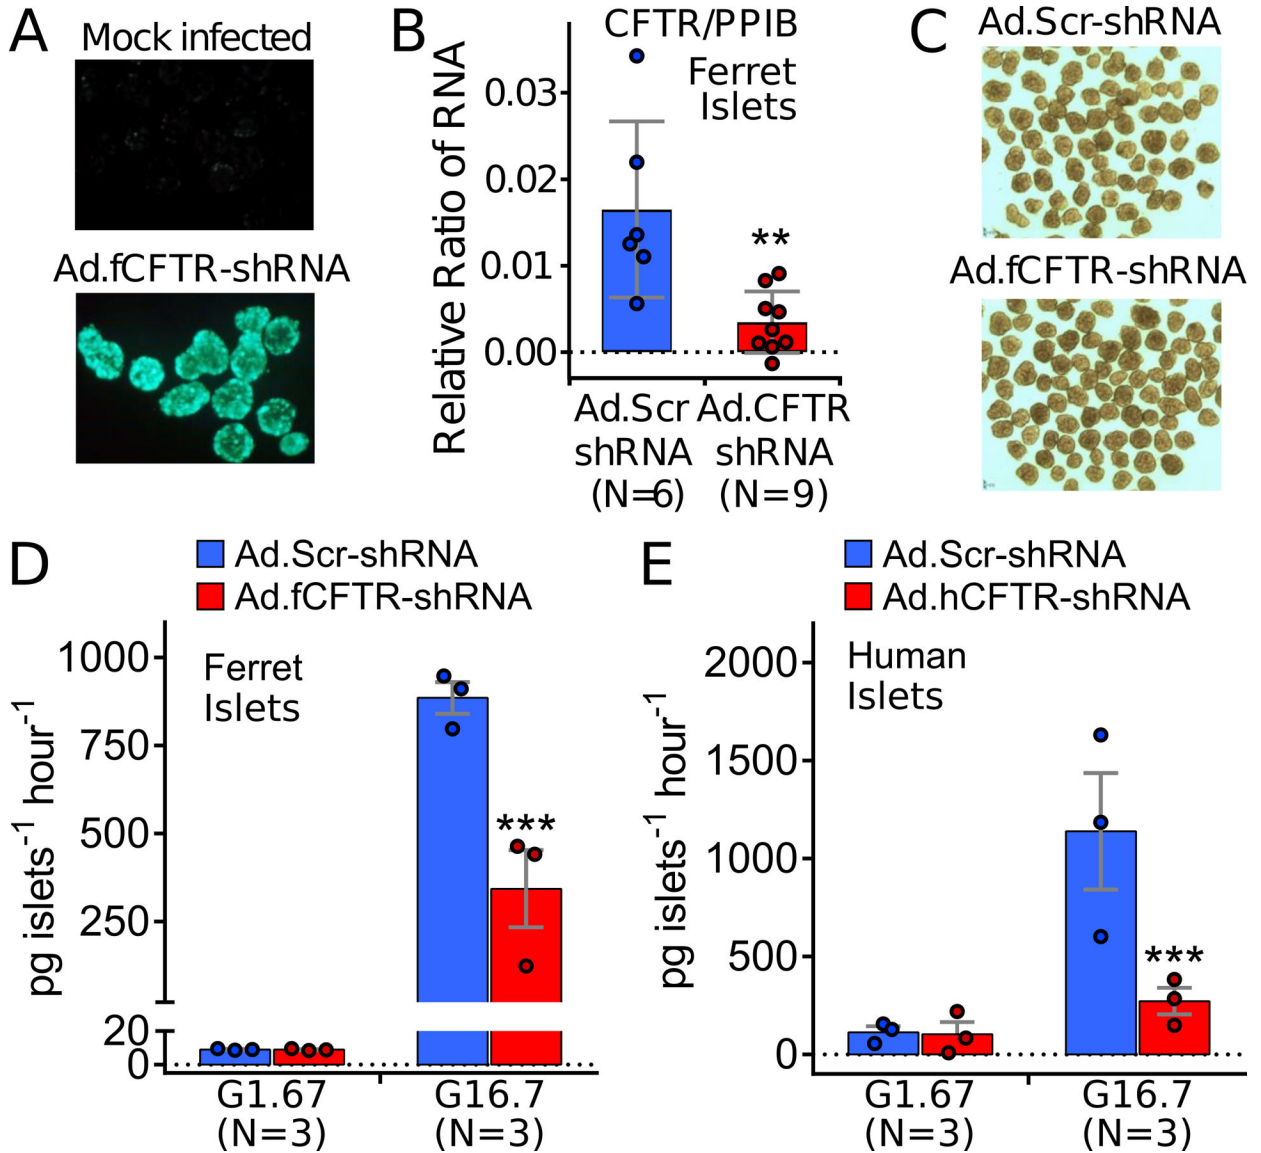 A
Mock infected
Ad.fCFTR-shRNA
B
CFTR/PPIB
Ferret
Islets
Relative Ratio of RNA
0.03
0.02
0.01
0.00
**
Ad.Scr
shRNA
(N=6)
Ad.CFTR
shRNA
(N=9)
C
Ad.Scr-shRNA
Ad.fCFTR-shRNA
D
Ad.Scr-shRNA
Ad.fCFTR-shRNA
Ferret
Islets
pg islets⁻¹ hour⁻¹
1000
750
500
250
20
0
***
G1.67
(N=3)
G16.7
(N=3)
E
Ad.Scr-shRNA
Ad.hCFTR-shRNA
Human
Islets
pg islets⁻¹ hour⁻¹
2000
1500
1000
500
0
***
G1.67
(N=3)
G16.7
(N=3)